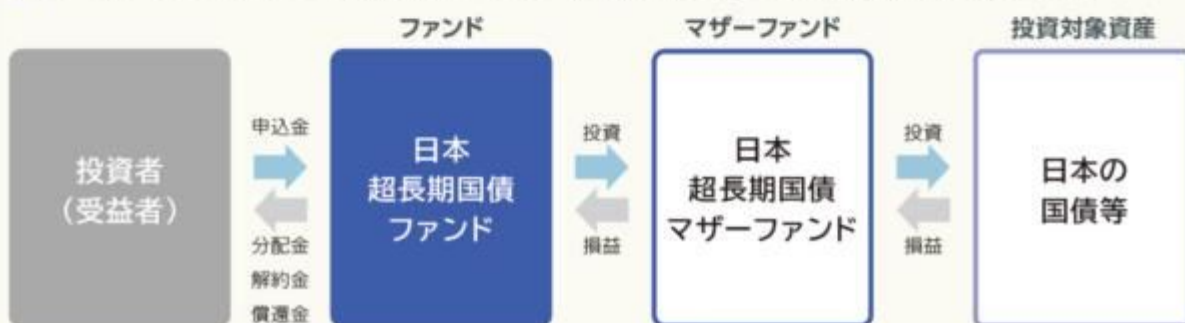 ファンド
マザーファンド
投資対象資産
投資者
(受益者)
申込金
分配金
解約金
償還金
日本
超長期国債
ファンド
投資
損益
日本
超長期国債
マザーファンド
投資
損益
日本の
国債等